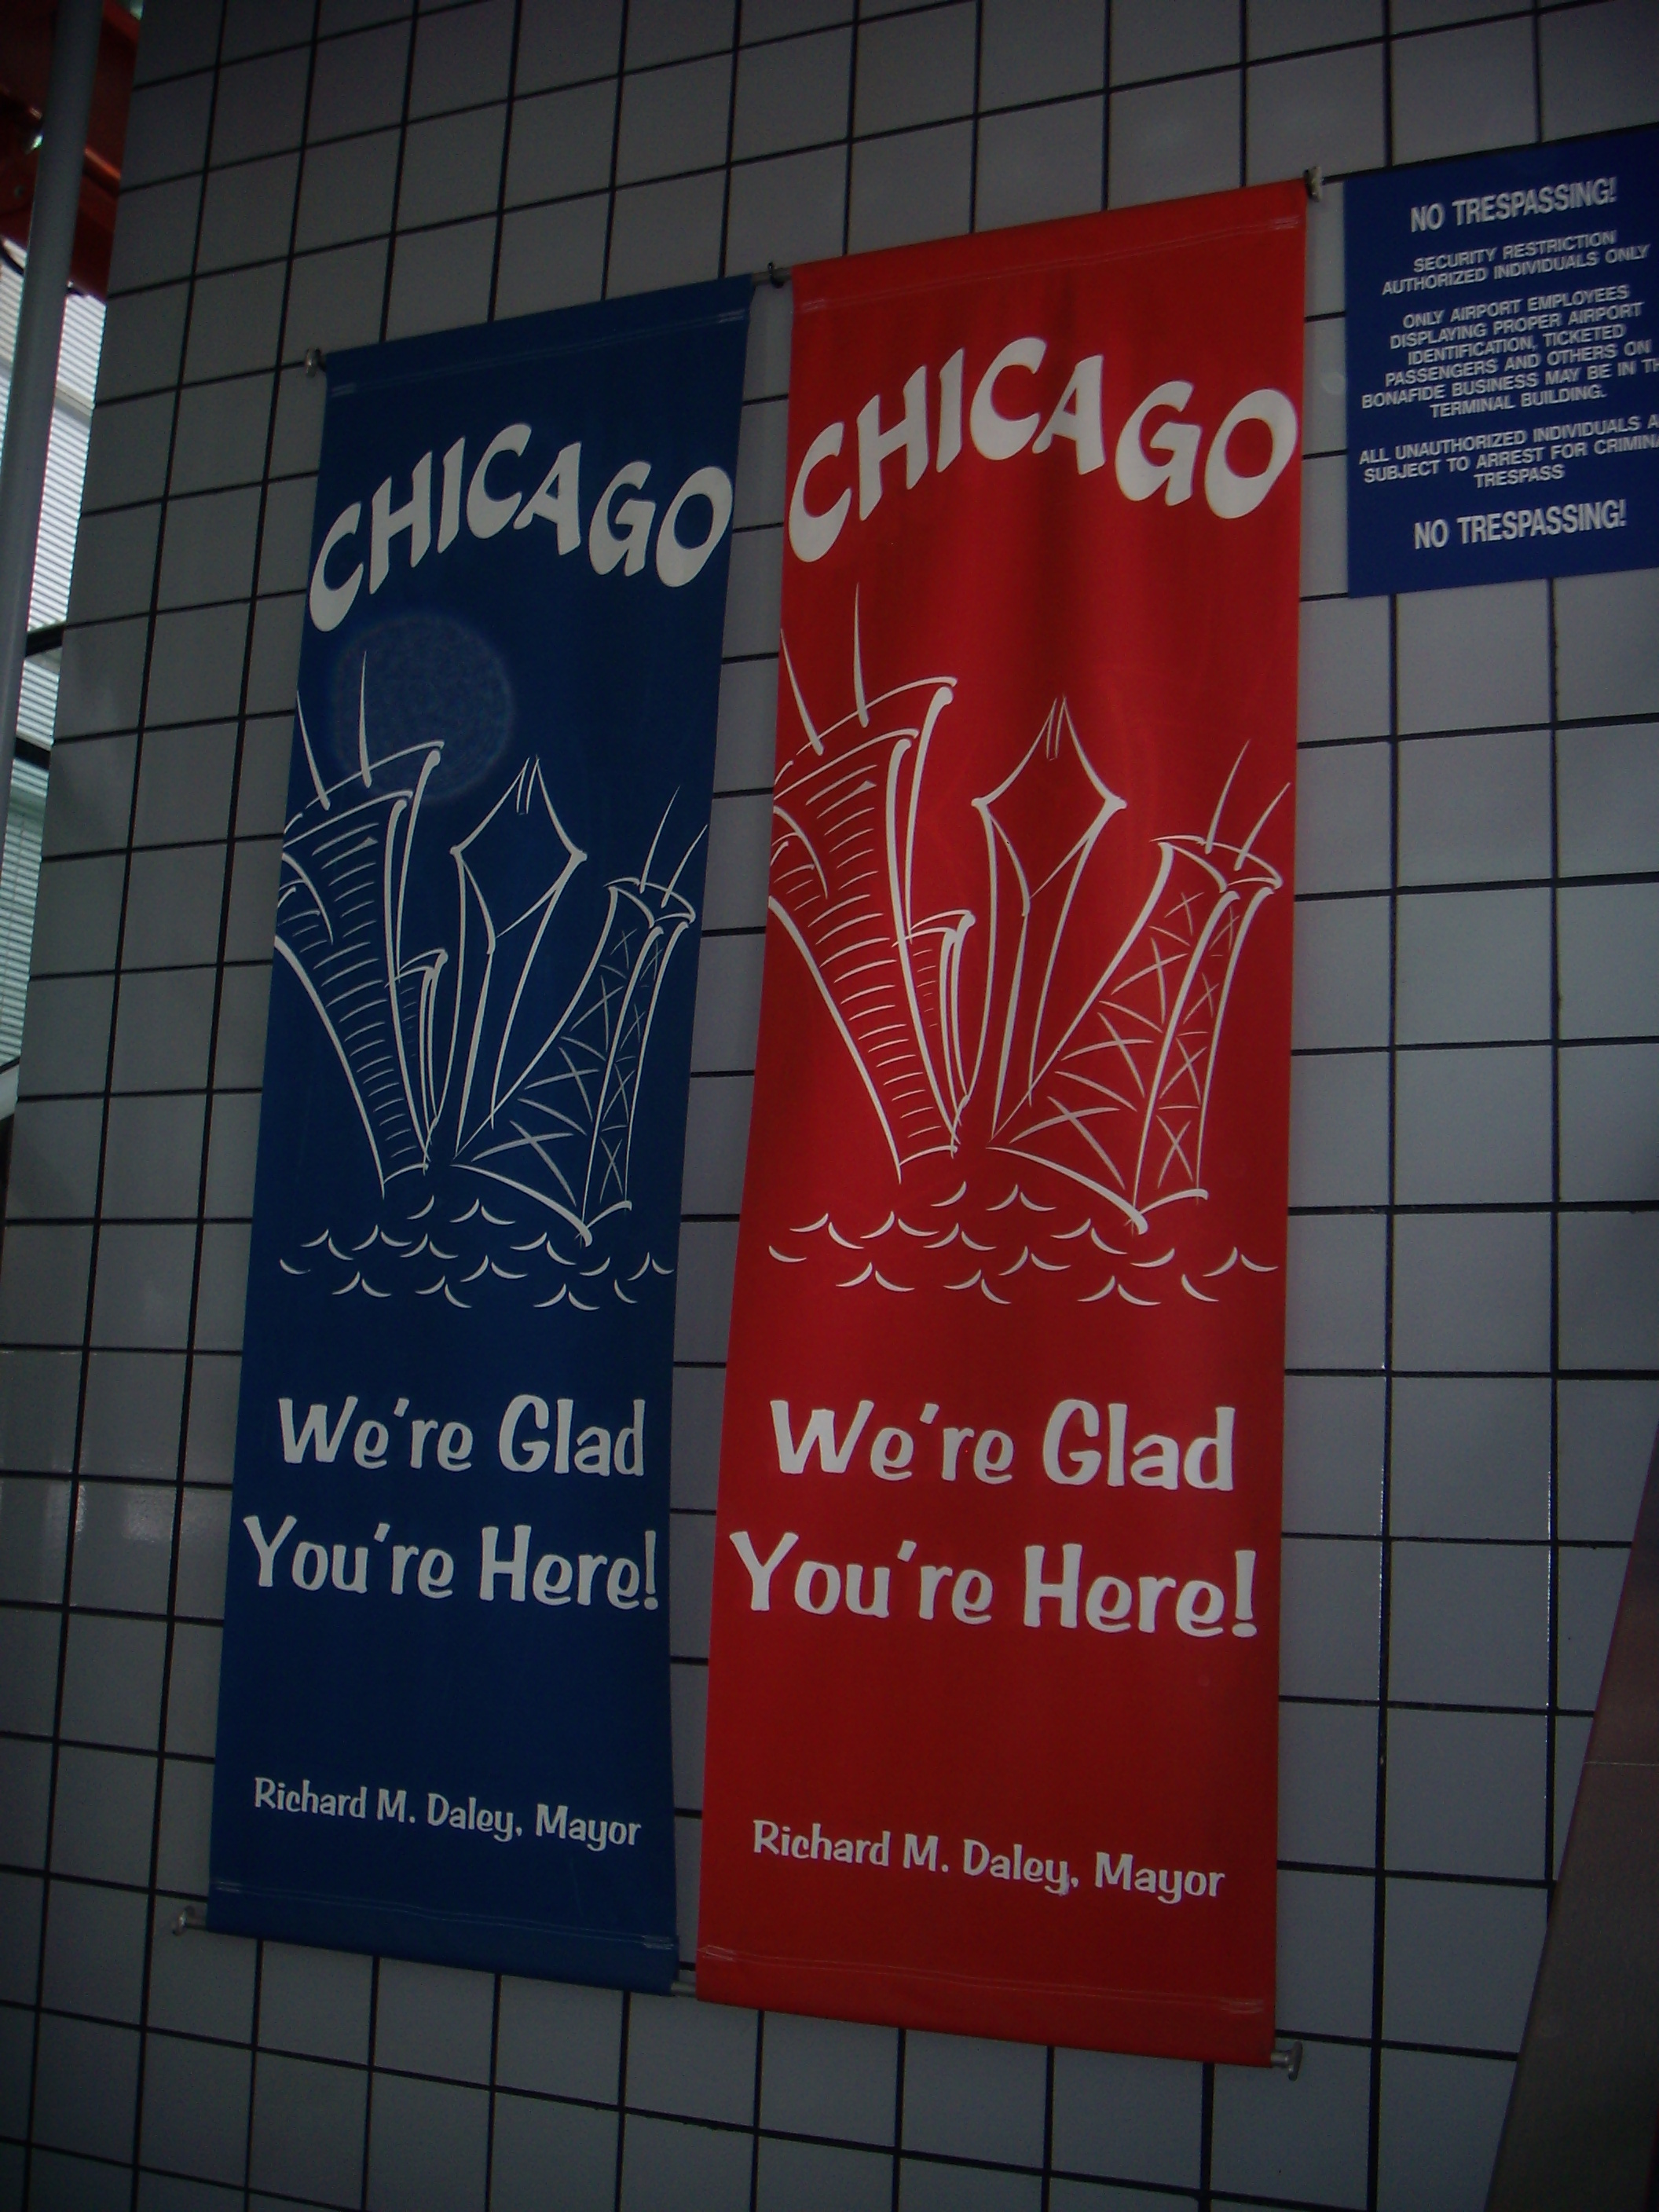 CHICAGO
We're Glad
You're Here!
Richard M. Daley, Mayor
CHICAGO
We're Glad
You're Here!
Richard M. Daley, Mayor
NO TRESPASSING!
SECURITY RESTRICTION
AUTHORIZED INDIVIDUALS ONLY
ONLY AIRPORT EMPLOYEES
DISPLAYING PROPER AIRPORT
IDENTIFICATION, TICKETED
PASSENGERS AND OTHERS ON
BONAFIDE BUSINESS MAY BE IN
TERMINAL BUILDING.
ALL UNAUTHORIZED INDIVIDUALS
SUBJECT TO ARREST FOR
TRESPASS
NO TRESPASSING!